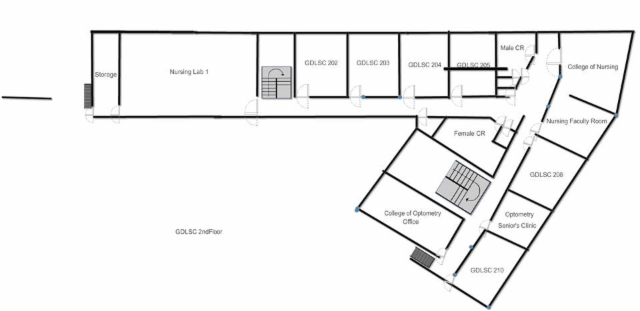 Male CR
GDLSC 202
GDLSC 203
GDLSC 204
GDLSC 205
College of Nursing
Storage
Nursing Lab 1
Nursing Faculty Room
Female CR
GDLSC 208
College of Optometry
Office
Optometry
Senior's Clinic
GDLSC 2ndFloor
GDLSC 210